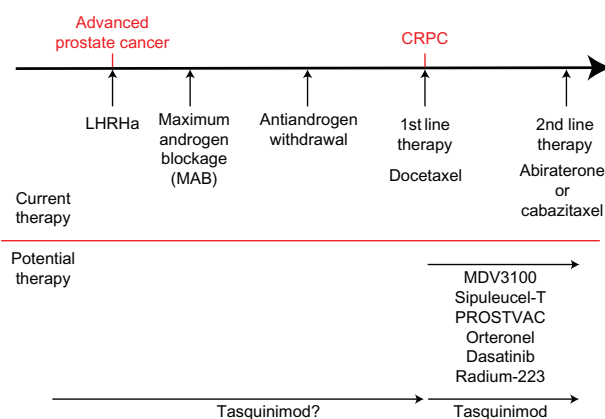 Advanced
prostate cancer
CRPC
LHRHa
Maximum
androgen
blockage
(MAB)
Antiandrogen
withdrawal
1st line
therapy
Docetaxel
2nd line
therapy
Abiraterone
or
cabazitaxel
Current
therapy
Potential
therapy
MDV3100
Sipuleucel-T
PROSTVAC
Orteronel
Dasatinib
Radium-223
Tasquinimod?
Tasquinimod